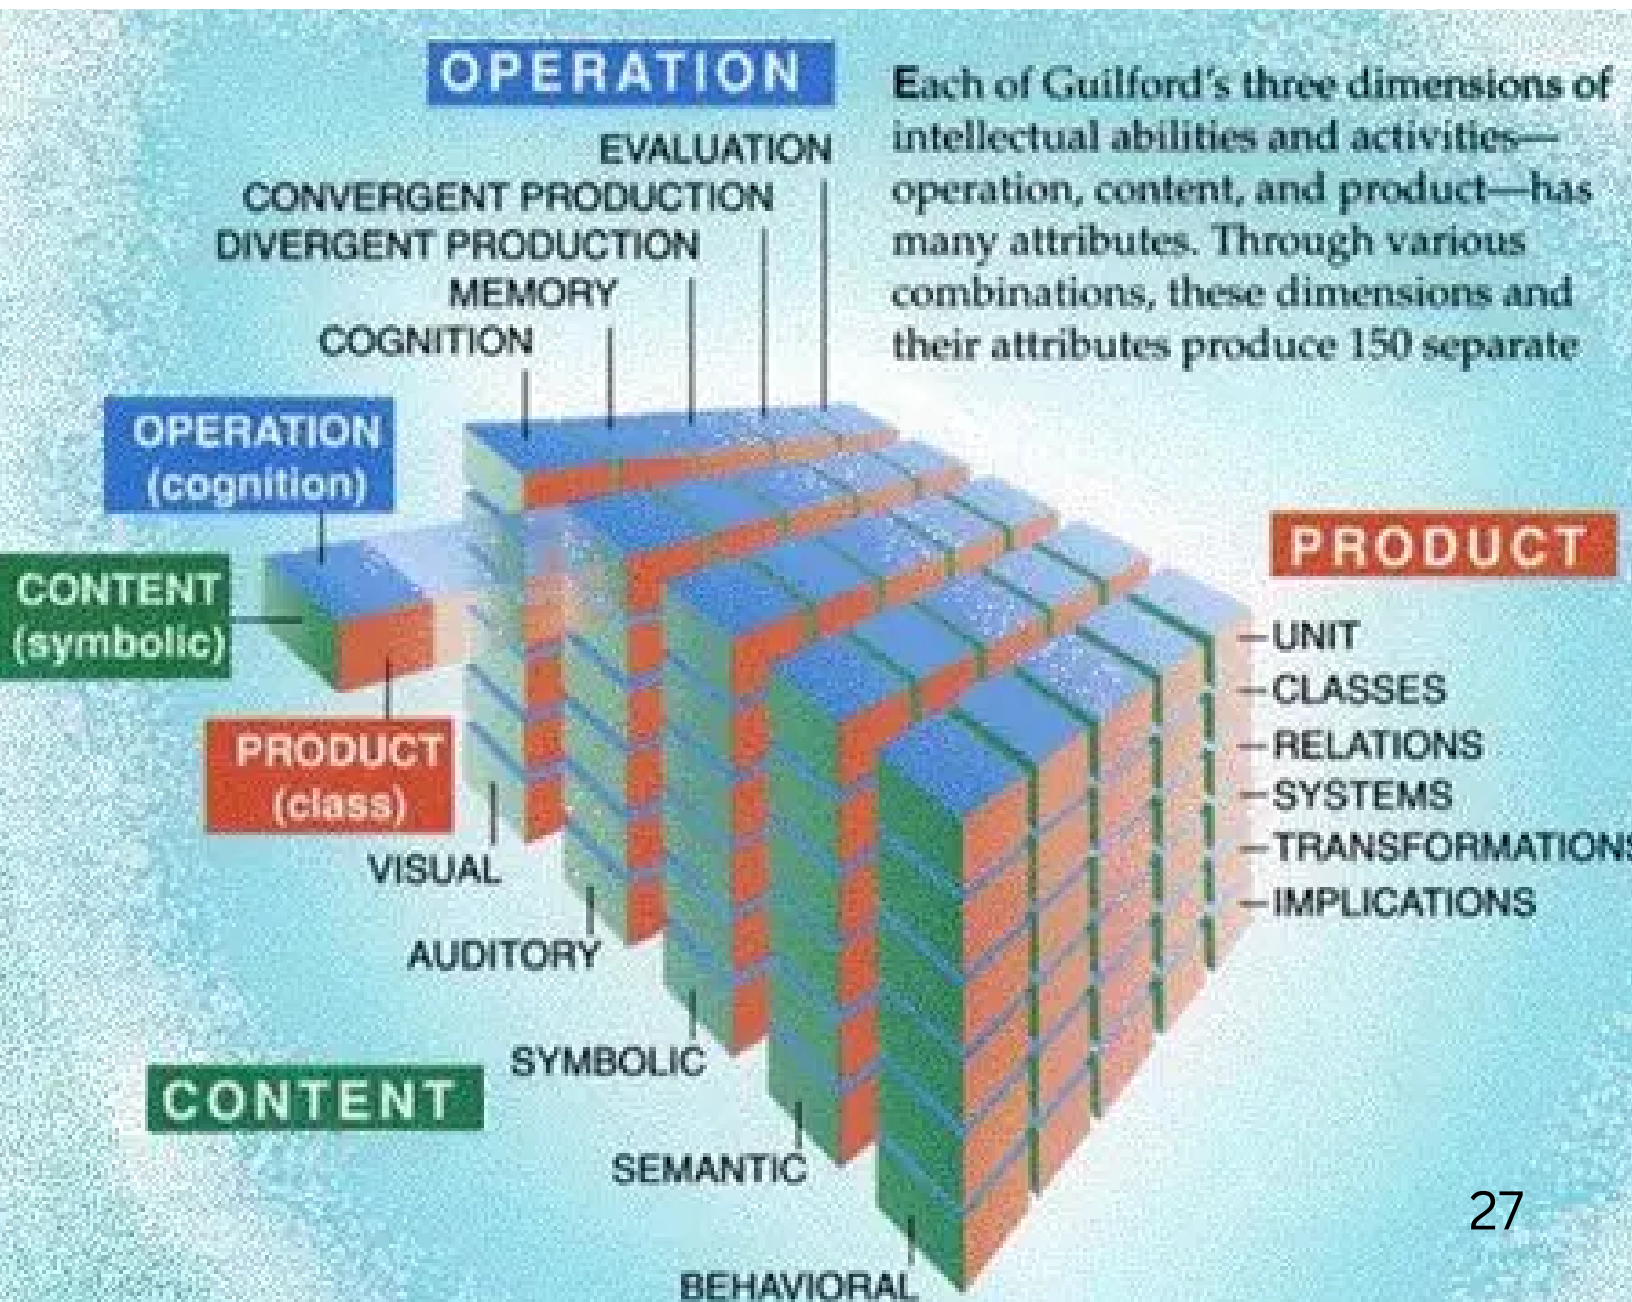 OPERATION
Each of Guilford's three dimensions of
intellectual abilities and activities—
operation, content, and product—has
many attributes. Through various
combinations, these dimensions and
their attributes produce 150 separate
EVALUATION
CONVERGENT PRODUCTION
DIVERGENT PRODUCTION
MEMORY
COGNITION
OPERATION
(cognition)
CONTENT
(symbolic)
PRODUCT
(class)
PRODUCT
UNIT
CLASSES
RELATIONS
SYSTEMS
TRANSFORMATIONS
IMPLICATIONS
VISUAL
AUDITORY
SYMBOLIC
CONTENT
SEMANTIC
BEHAVIORAL
27